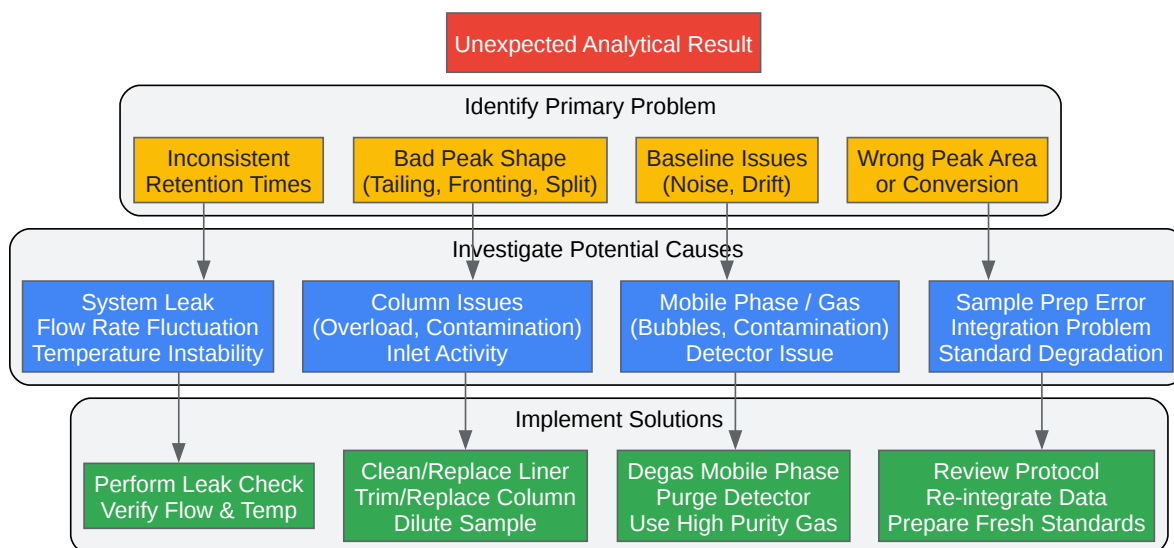 Unexpected Analytical Result
Identify Primary Problem
Inconsistent
Retention Times
Bad Peak Shape
(Tailing, Fronting, Split)
Baseline Issues
(Noise, Drift)
Wrong Peak Area
or Conversion
Investigate Potential Causes
System Leak
Flow Rate Fluctuation
Temperature Instability
Column Issues
(Overload, Contamination)
Inlet Activity
Mobile Phase / Gas
(Bubbles, Contamination)
Detector Issue
Sample Prep Error
Integration Problem
Standard Degradation
Implement Solutions
Perform Leak Check
Verify Flow & Temp
Clean/Replace Liner
Trim/Replace Column
Dilute Sample
Degas Mobile Phase
Purge Detector
Use High Purity Gas
Review Protocol
Re-integrate Data
Prepare Fresh Standards